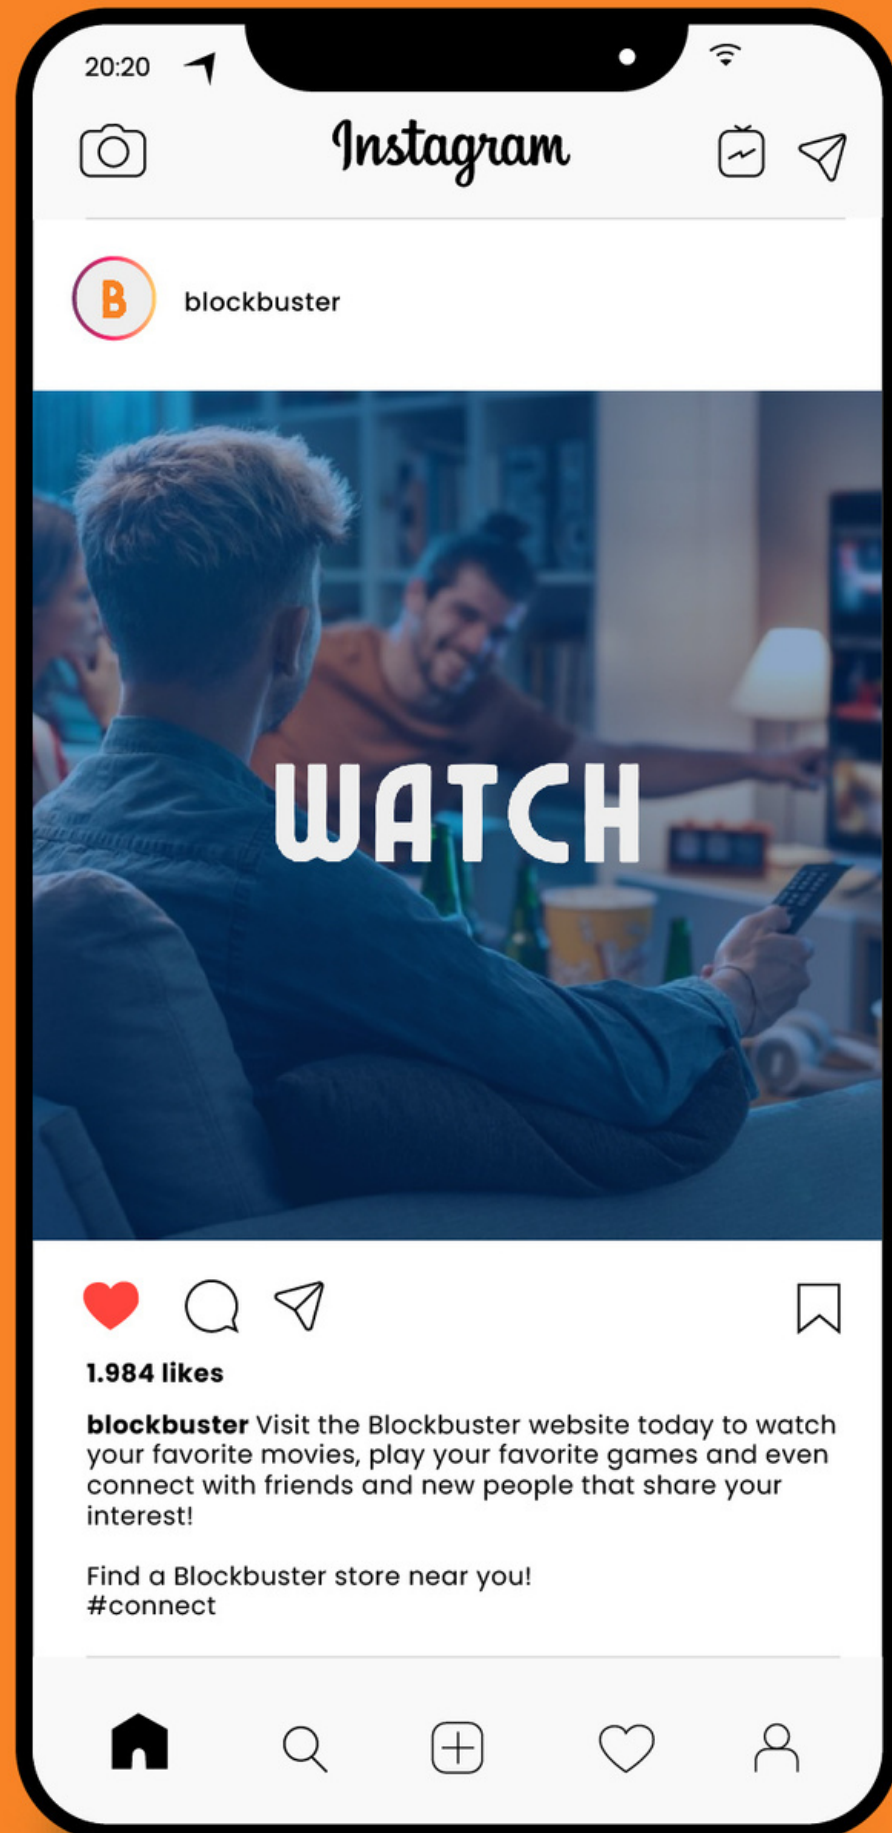 20:20
Instagram
B
blockbuster
WATCH
1.984 likes
blockbuster Visit the Blockbuster website today to watch
your favorite movies, play your favorite games and even
connect with friends and new people that share your
interest!
Find a Blockbuster store near you!
#connect